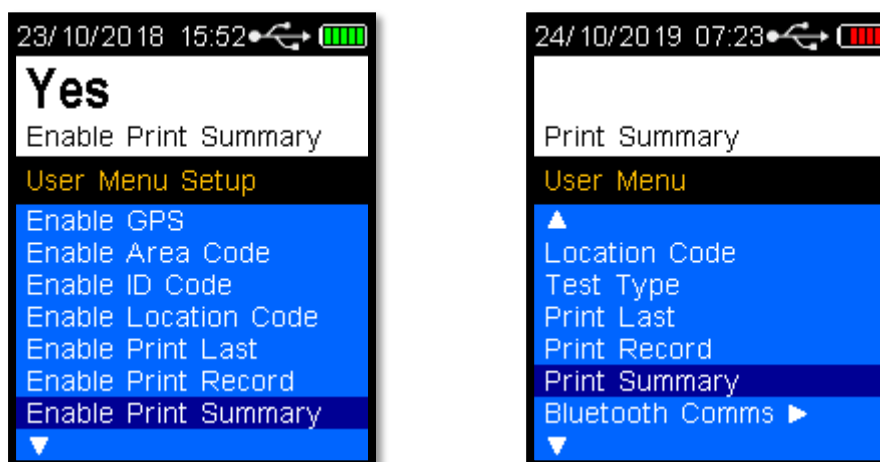 23/10/2018 15:52
Yes
Enable Print Summary
User Menu Setup
Enable GPS
Enable Area Code
Enable ID Code
Enable Location Code
Enable Print Last
Enable Print Record
Enable Print Summary
24/10/2019 07:23
Print Summary
User Menu
Location Code
Test Type
Print Last
Print Record
Print Summary
Bluetooth Comms